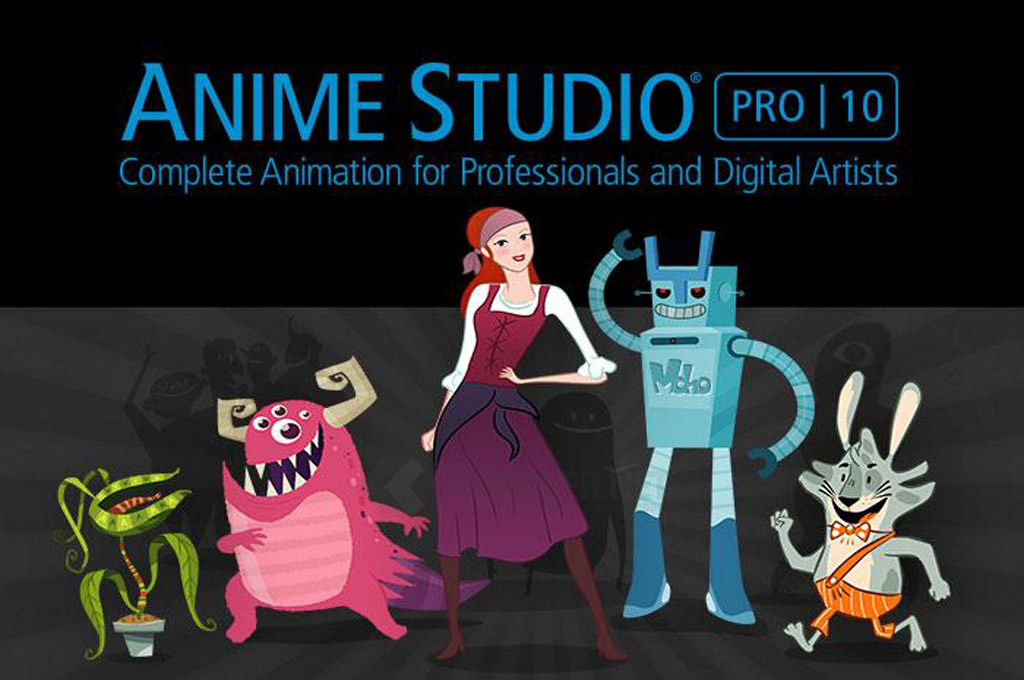 ANIME STUDIO® PRO | 10
Complete Animation for Professionals and Digital Artists
Moho